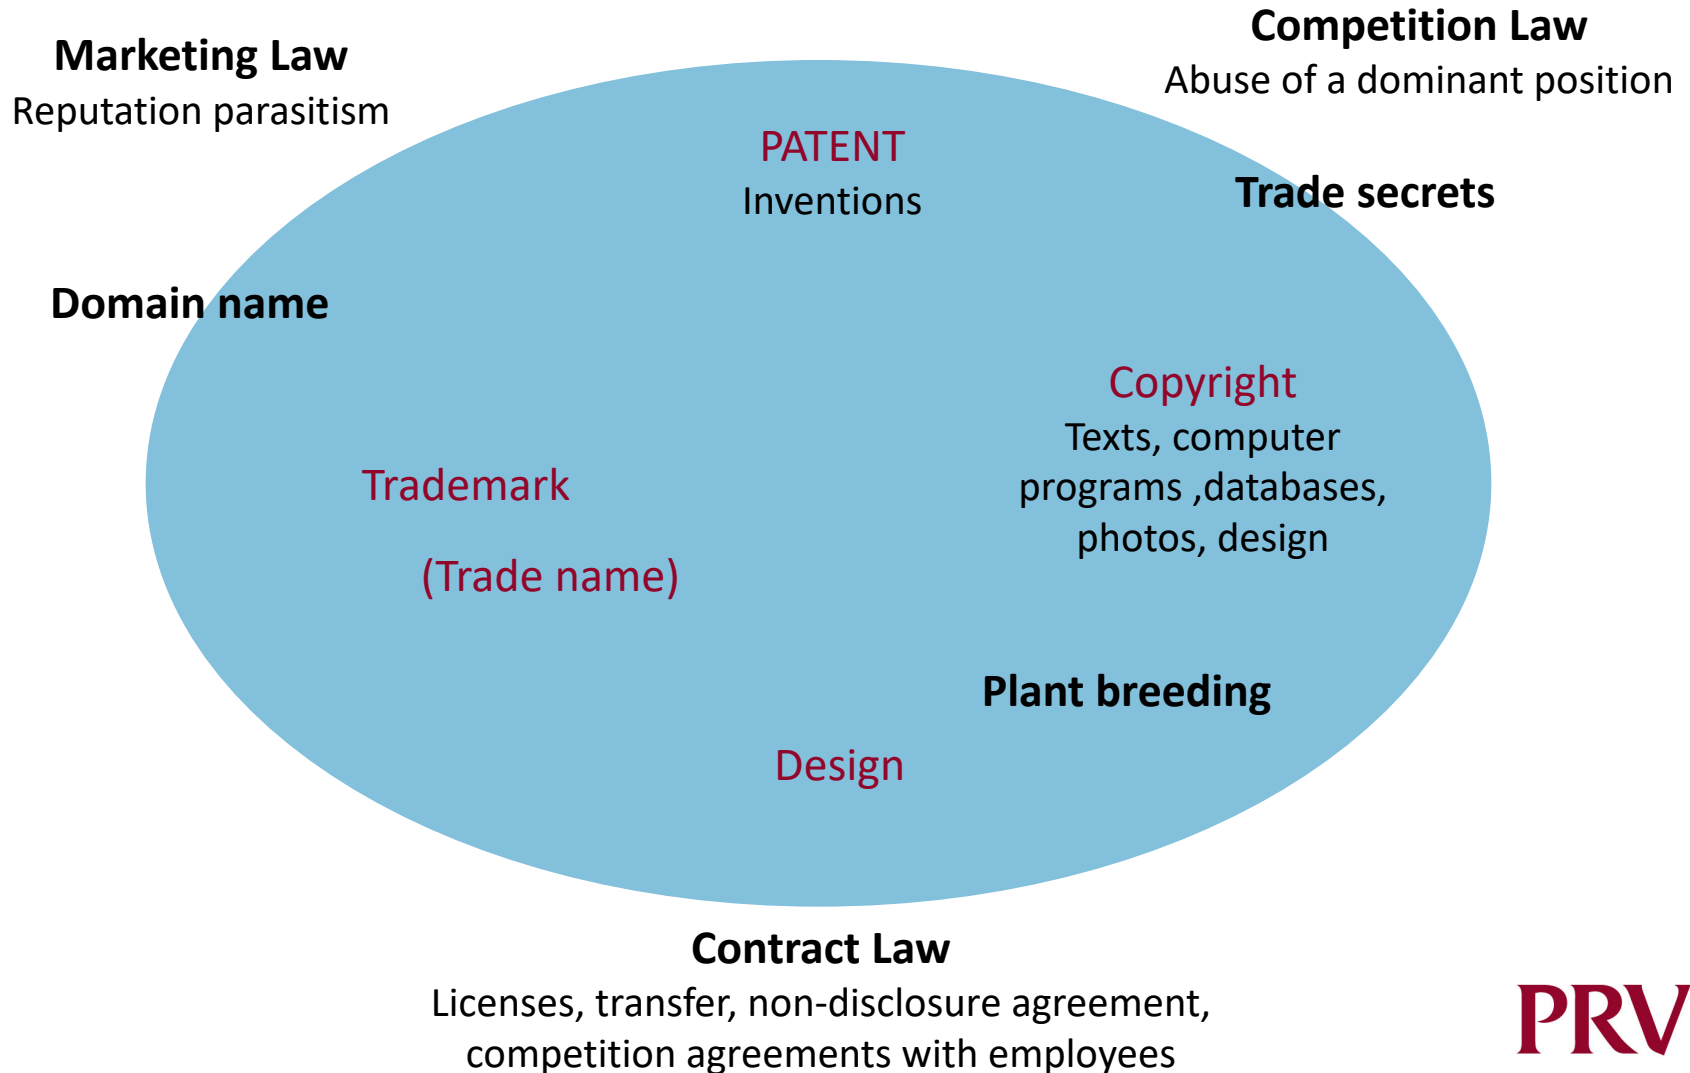 Marketing Law
Reputation parasitism
Competition Law
Abuse of a dominant position
PATENT
Inventions
Trade secrets
Domain name
Copyright
Texts, computer
programs ,databases,
photos, design
Trademark
(Trade name)
Plant breeding
Design
Contract Law
Licenses, transfer, non-disclosure agreement,
competition agreements with employees
PRV